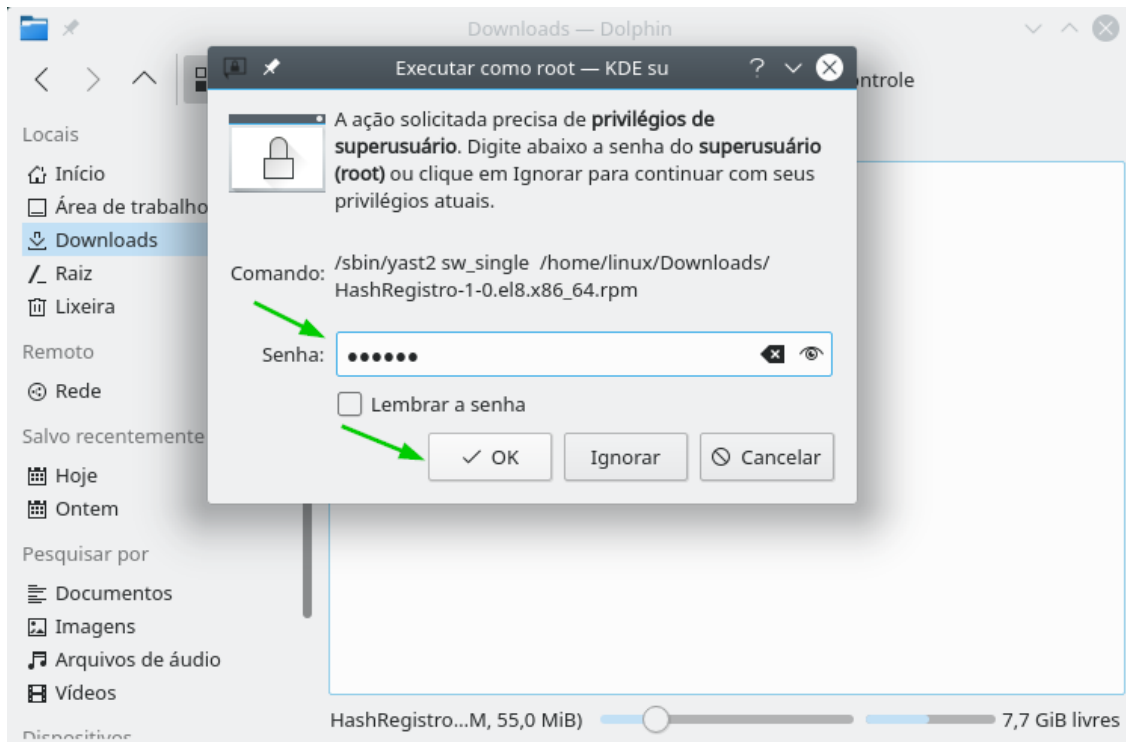 Downloads — Dolphin
ontrole
Locais
Início
Área de trabalho
Downloads
Raiz
Lixeira
Remoto
Rede
Salvo recentemente
Hoje
Ontem
Pesquisar por
Documentos
Imagens
Arquivos de áudio
Vídeos
Dispositivos
Executar como root — KDE su
A ação solicitada precisa de privilégios de
superusuário. Digite abaixo a senha do superusuário
(root) ou clique em Ignorar para continuar com seus
privilégios atuais.
Comando: /sbin/yast2 sw_single /home/linux/Downloads/
HashRegistro-1-0.el8.x86_64.rpm
Senha: ●●●●●●
Lembrar a senha
OK Ignorar Cancelar
HashRegistro...M, 55,0 MiB) 7,7 GiB livres